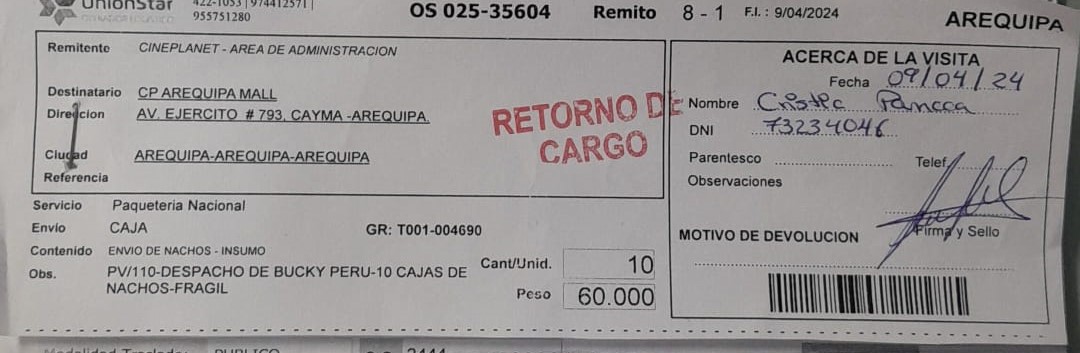 UnionStar
422-1053 | 974412571 |
955751280
OS 025-35604 Remito 8 - 1 F.I. : 9/04/2024 AREQUIPA
Remitente CINEPLANET - AREA DE ADMINISTRACION
Destinatario CP AREQUIPA MALL
Direccion AV. EJERCITO # 793, CAYMA -AREQUIPA.
Ciudad AREQUIPA-AREQUIPA-AREQUIPA
Referencia
RETORNO DE
CARGO
Servicio Paqueteria Nacional
Envio CAJA GR: T001-004690
Contenido ENVIO DE NACHOS - INSUMO
Obs. PV/110-DESPACHO DE BUCKY PERU-10 CAJAS DE
NACHOS-FRAGIL
Cant/Unid. 10
Peso 60.000
ACERCA DE LA VISITA
Fecha 09/04/24
Nombre
DNI 73234046
Parentesco Telef.
Observaciones
Firma y Sello
MOTIVO DE DEVOLUCION
PUBLICO